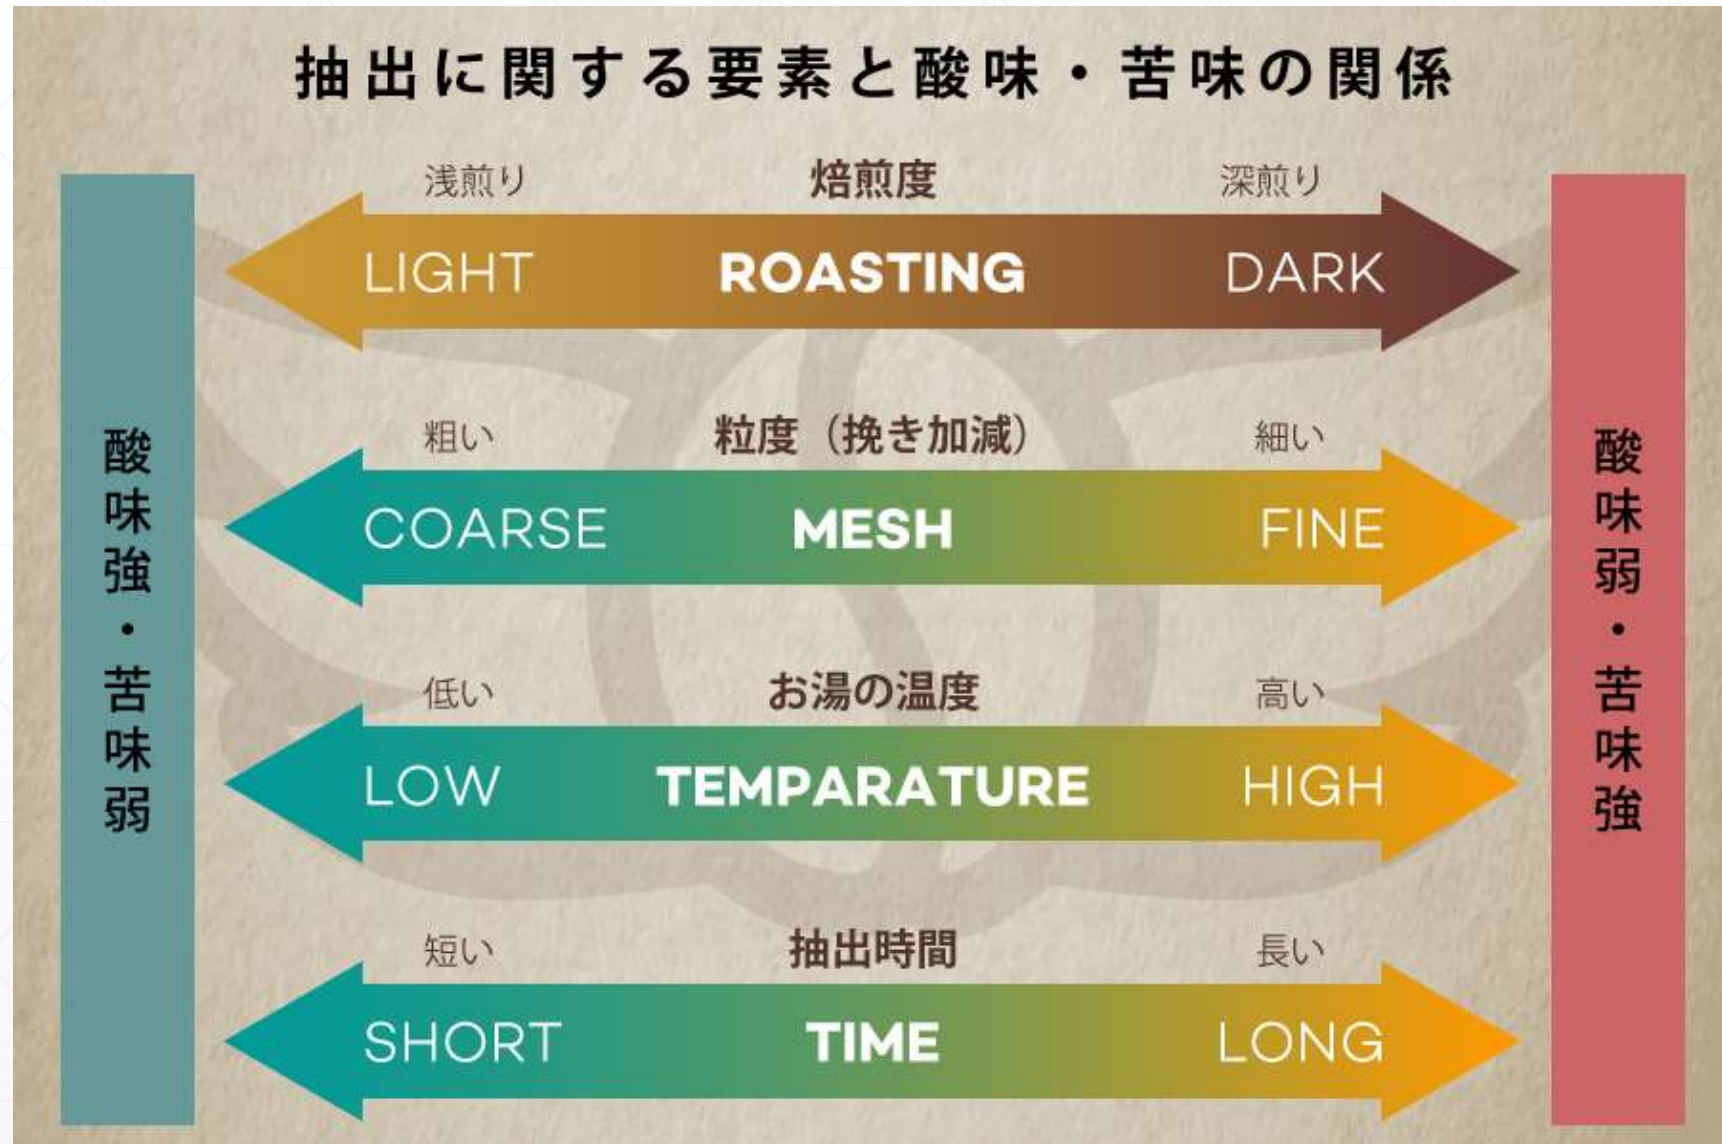 抽出に関する要素と酸味・苦味の関係
酸味強・苦味弱
浅煎り 焙煎度 深煎り
LIGHT ROASTING DARK
粗い 粒度（挽き加減） 細い
COARSE MESH FINE
低い お湯の温度 高い
LOW TEMPARATURE HIGH
短い 抽出時間 長い
SHORT TIME LONG
酸味弱・苦味強